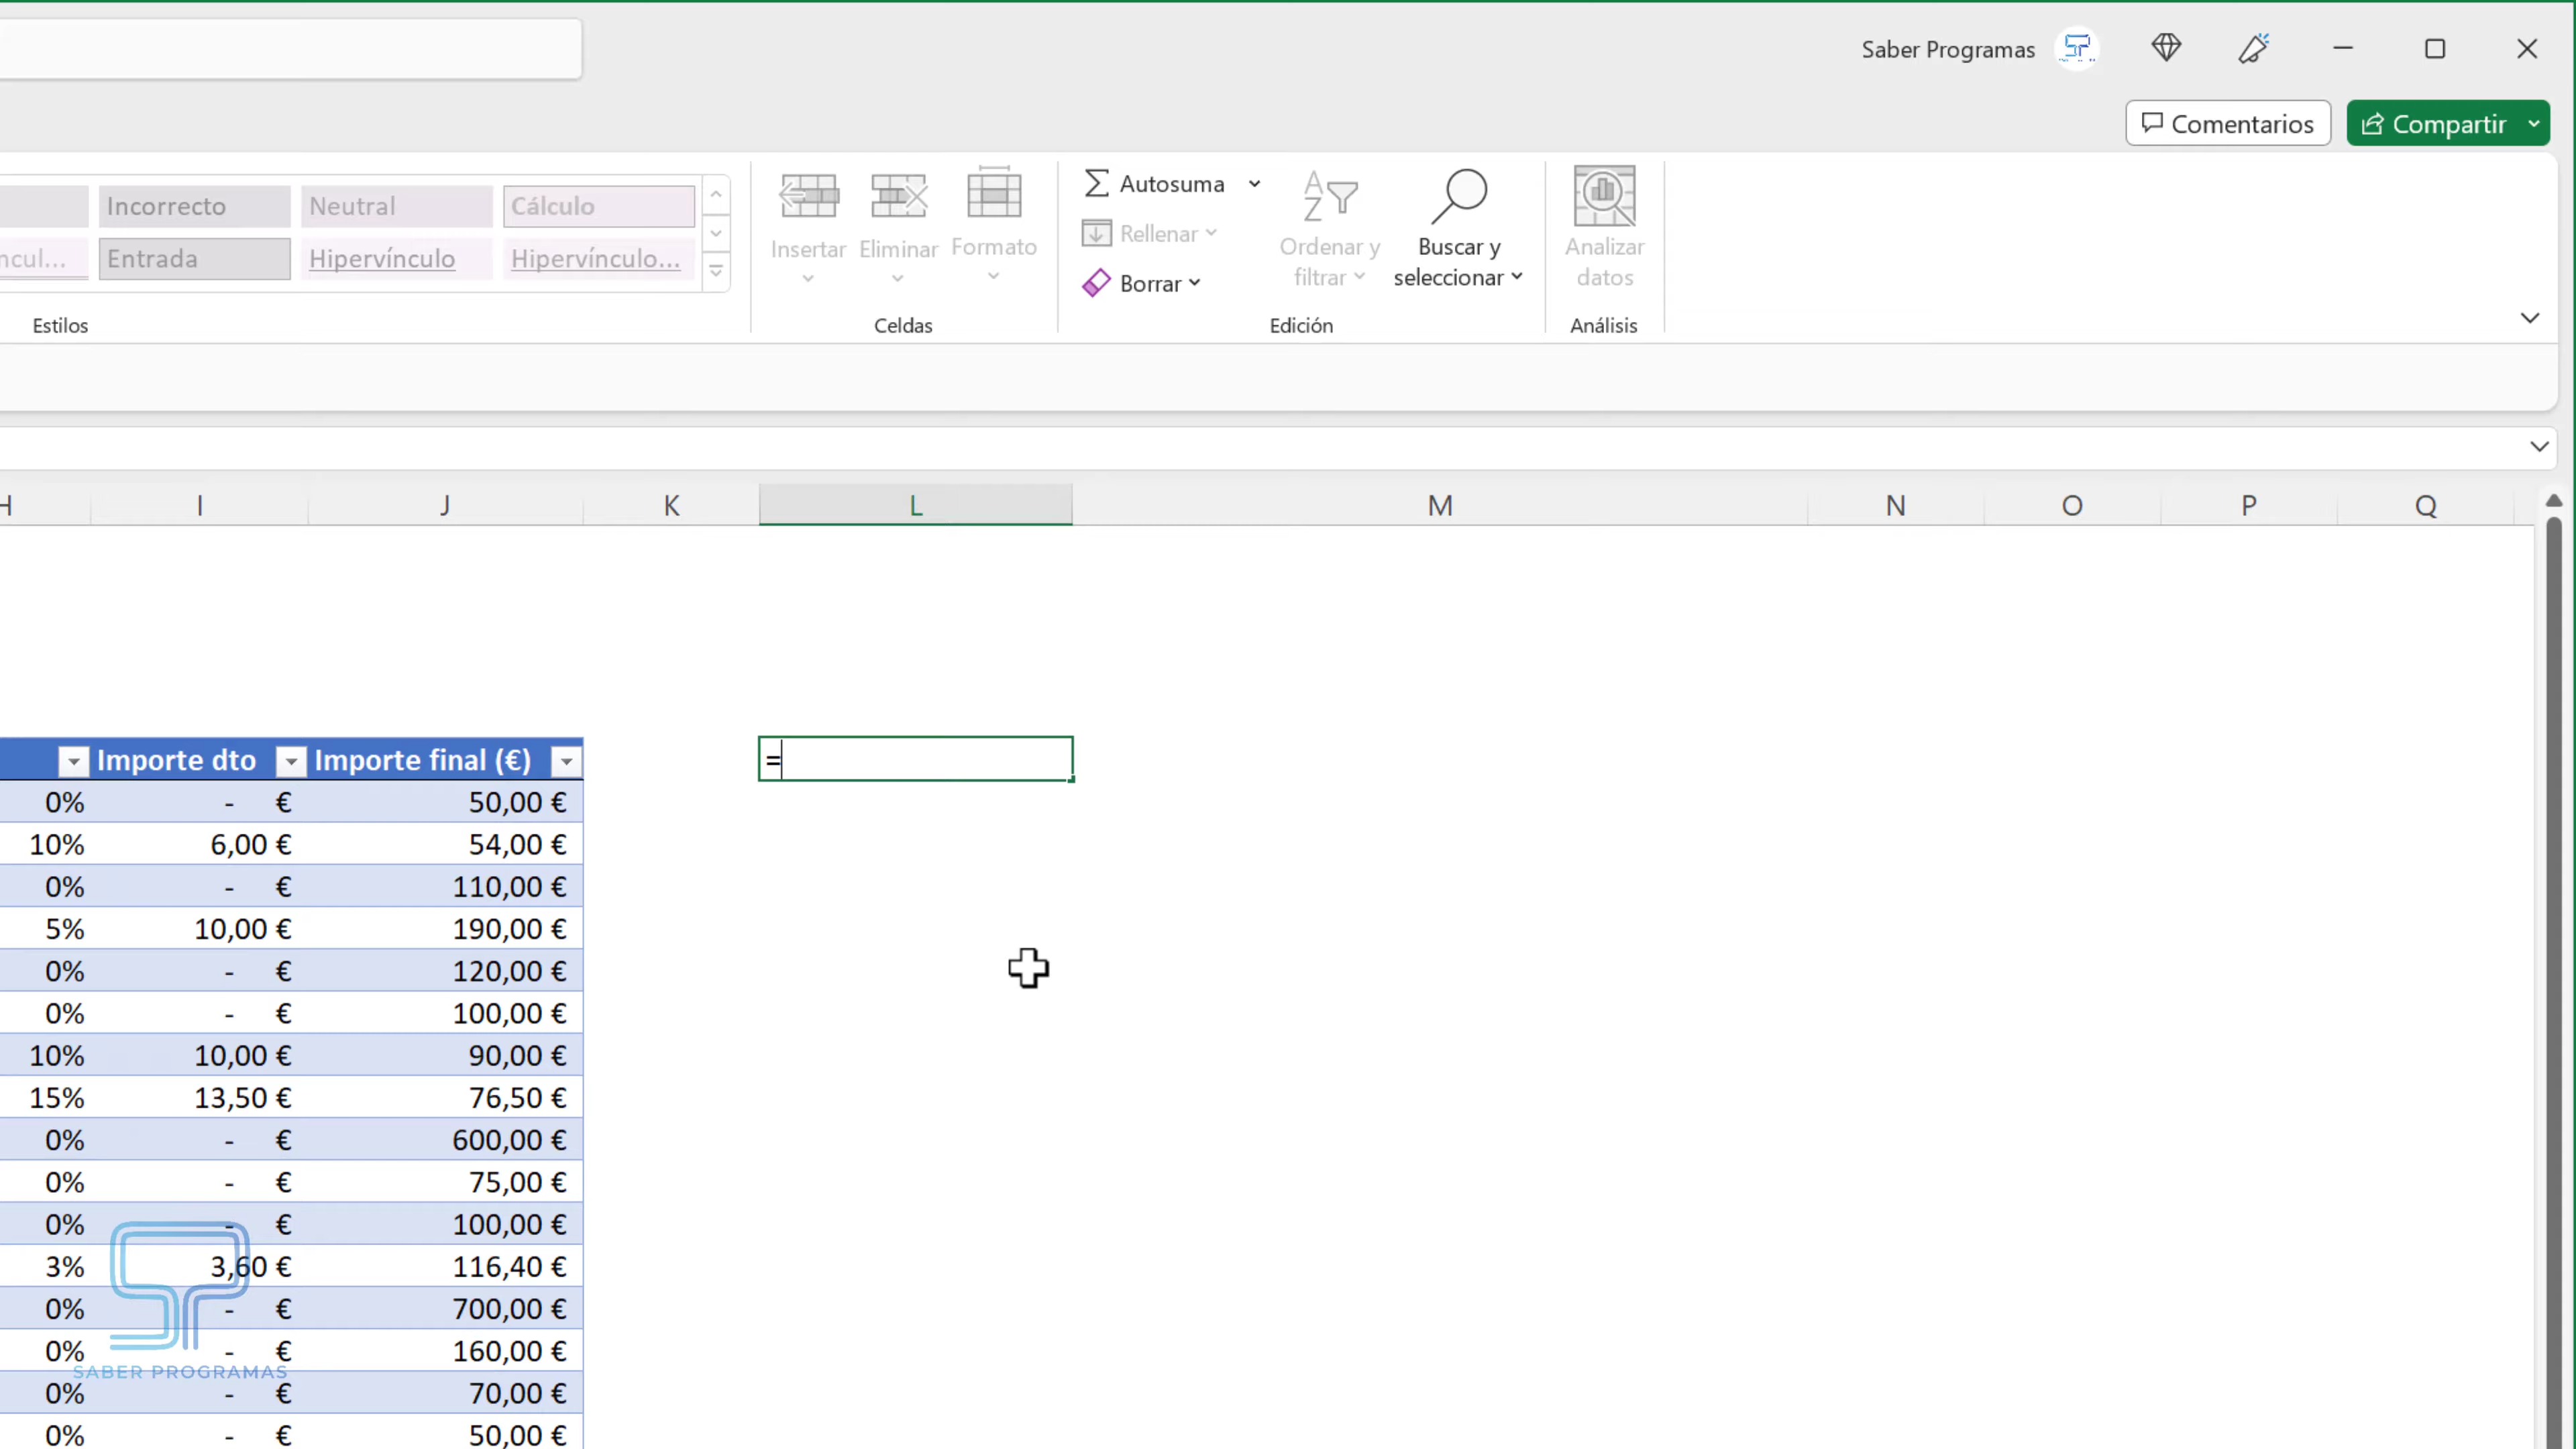 Saber Programas
Comentarios
Compartir
Incorrecto Neutral Cálculo
ncul... Entrada Hipervínculo Hipervínculo...
Estilos
Insertar Eliminar Formato
Celdas
Autosuma
Rellenar
Borrar
Ordenar y filtrar
Buscar y seleccionar
Edición
Analizar datos
Análisis
H I J K L M N O P Q
Importe dto Importe final (€) =
0% - € 50,00 €
10% 6,00 € 54,00 €
0% - € 110,00 €
5% 10,00 € 190,00 €
0% - € 120,00 €
0% - € 100,00 €
10% 10,00 € 90,00 €
15% 13,50 € 76,50 €
0% - € 600,00 €
0% - € 75,00 €
0% - € 100,00 €
3% 3,60 € 116,40 €
0% - € 700,00 €
0% - € 160,00 €
SABER PROGRAMAS
0% - € 70,00 €
0% - € 50,00 €